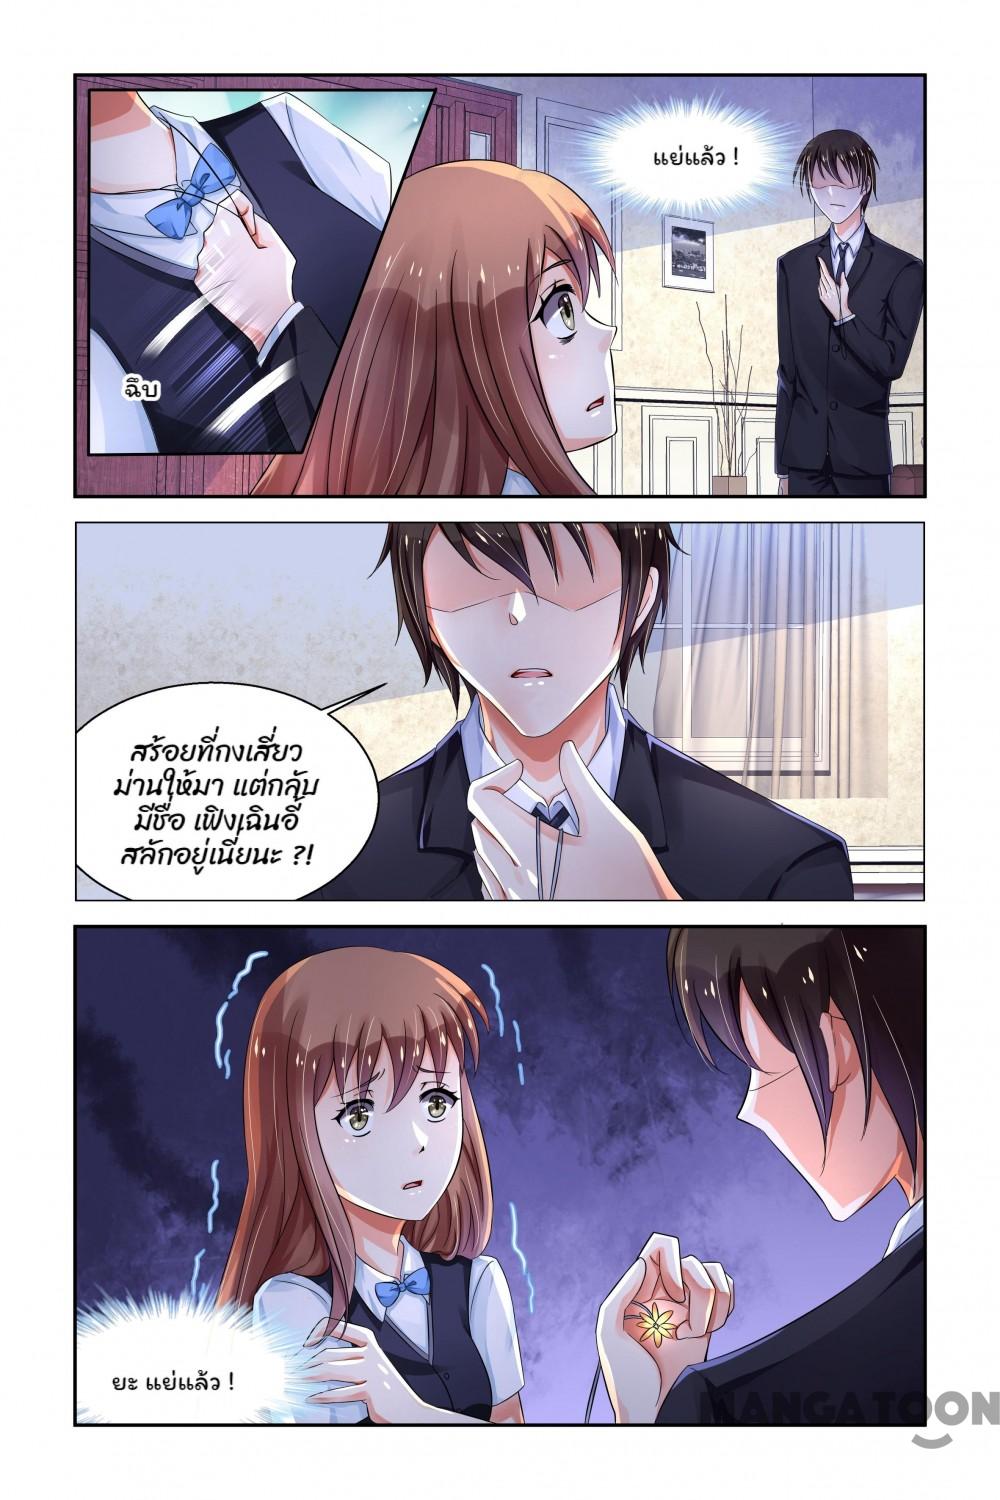 แย่แล้ว !
ฉึบ
สร้อยที่กงเสี่ยว
ม่านให้มา แต่กลับ
มีชื่อ เฟิงเฉินอี้
สลักอยู่เนี่ยนะ ?!
ยะ แย่แล้ว !
MANGATOON